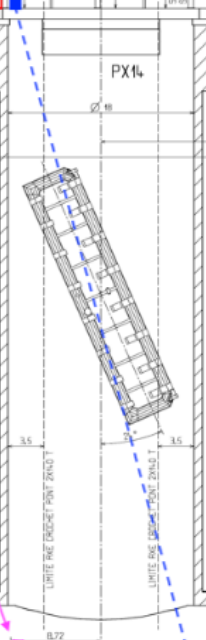 PX14
Ø 18
3.5
3.5
LIMITE AXE CROCHET PONT 2X140 T
LIMITE AXE CROCHET PONT 2X140 T
8.72